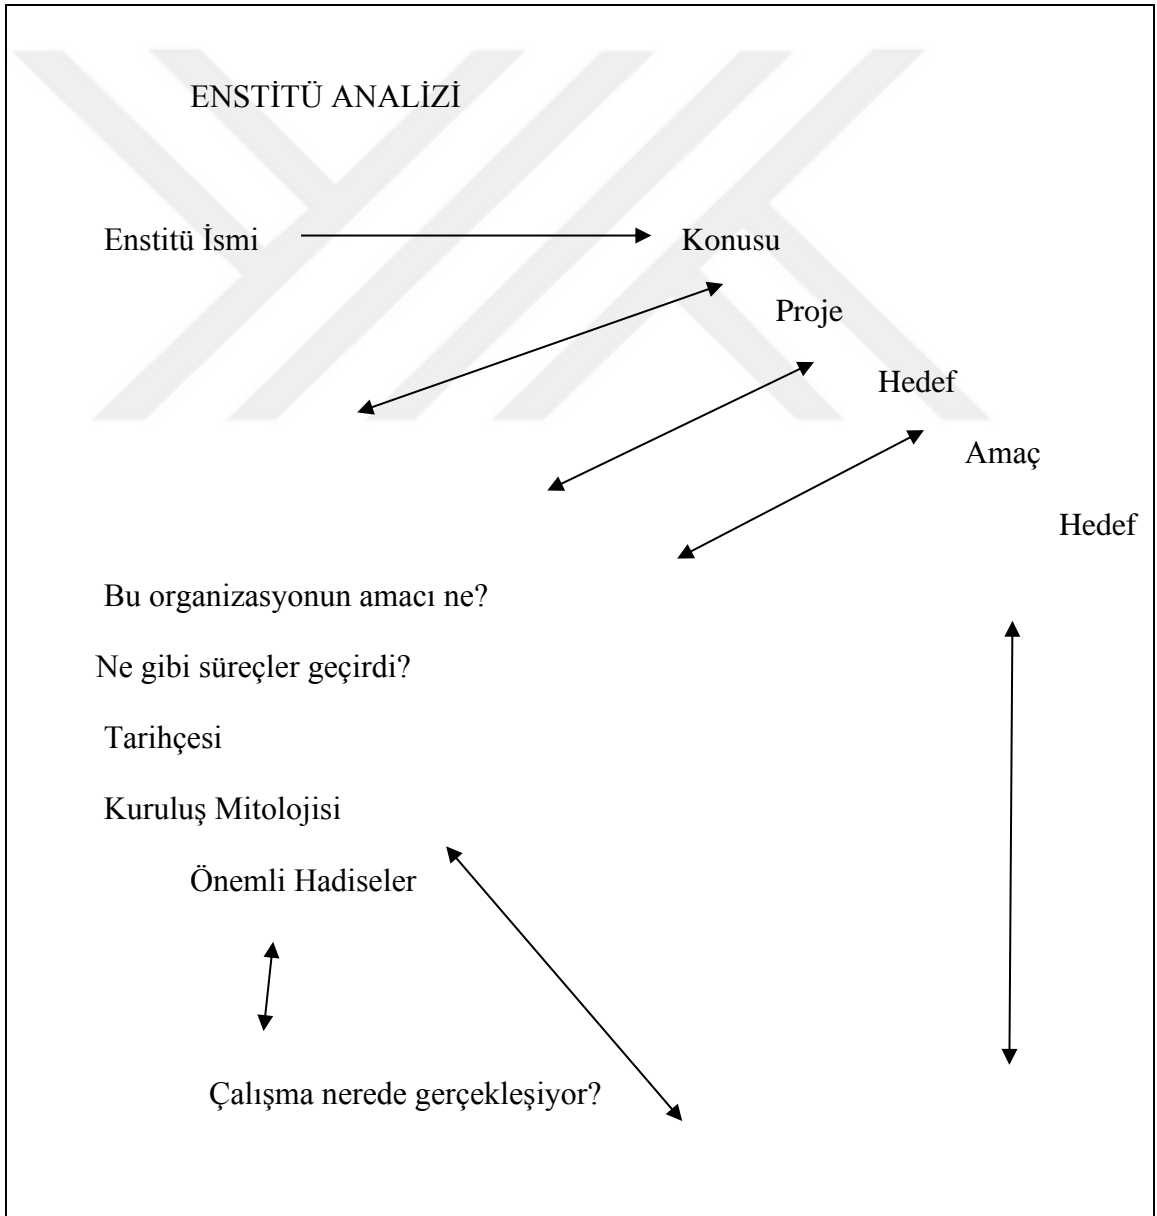 ENSTİTÜ ANALİZİ
Enstitü İsmi Konusu
Proje
Hedef
Amaç
Hedef
Bu organizasyonun amacı ne?
Ne gibi süreçler geçirdi?
Tarihçesi
Kuruluş Mitolojisi
Önemli Hadiseler
Çalışma nerede gerçekleşiyor?